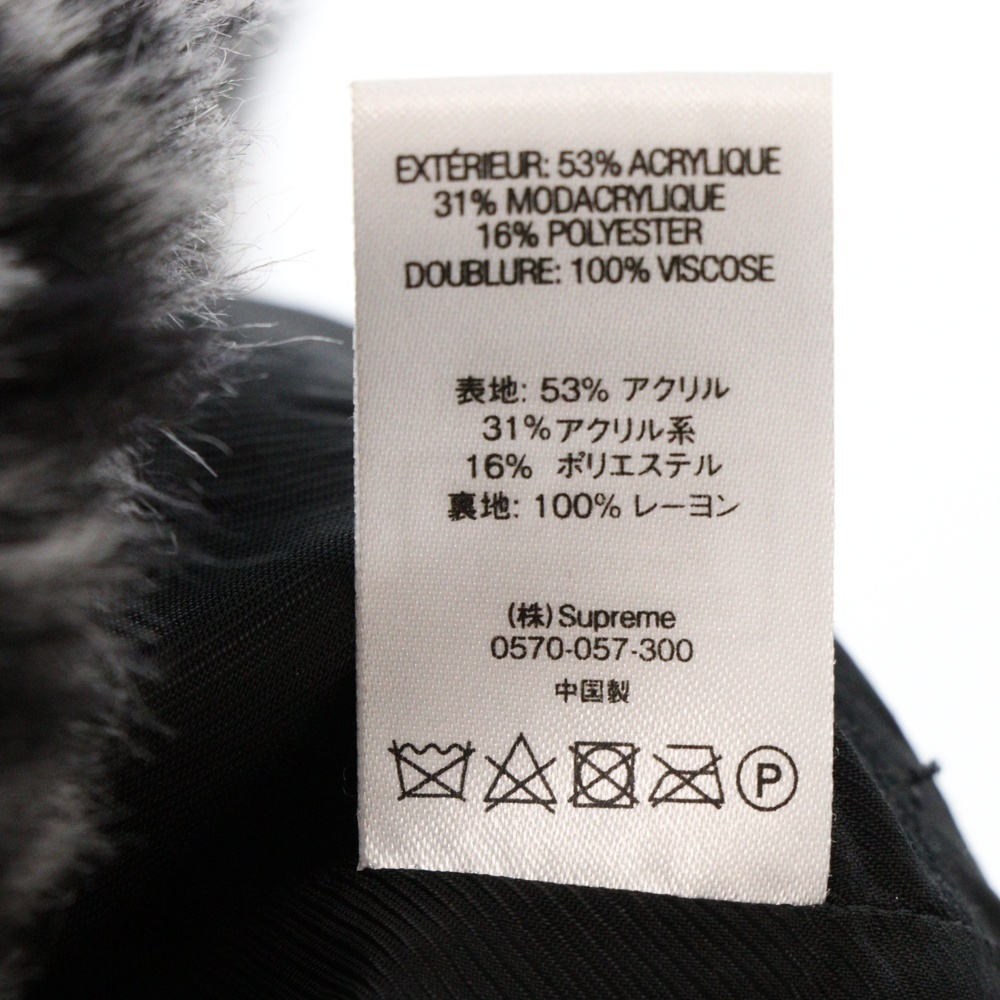 EXTÉRIEUR: 53% ACRYLIQUE
31% MODACRYLIQUE
16% POLYESTER
DOUBLURE: 100% VISCOSE
表地: 53% アクリル
31%アクリル系
16% ポリエステル
裏地: 100% レーヨン
(株)Supreme
0570-057-300
中国製
P